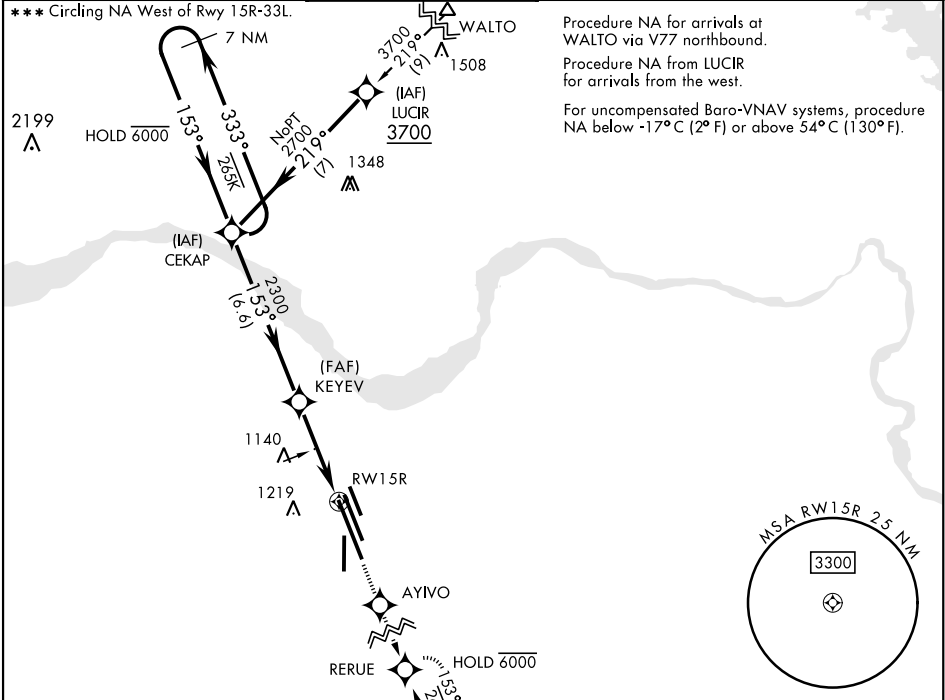 *** Circling NA West of Rwy 15R-33L.
7 NM
WALTO
Procedure NA for arrivals at
WALTO via V77 northbound.
Procedure NA from LUCIR
for arrivals from the west.
For uncompensated Baro-VNAV systems, procedure
NA below -17°C (2°F) or above 54°C (130°F).
3700
219°
(9)
1508
(IAF)
LUCIR
3700
2199
HOLD 6000
153°
333°
265K
NoPT
2700
219°
(7)
1348
(IAF)
CEKAP
2300
153°
(6.6)
(FAF)
KEYEV
1140
RW15R
1219
MSA RW15R 25 NM
3300
AYIVO
RERUE
HOLD 6000
153°